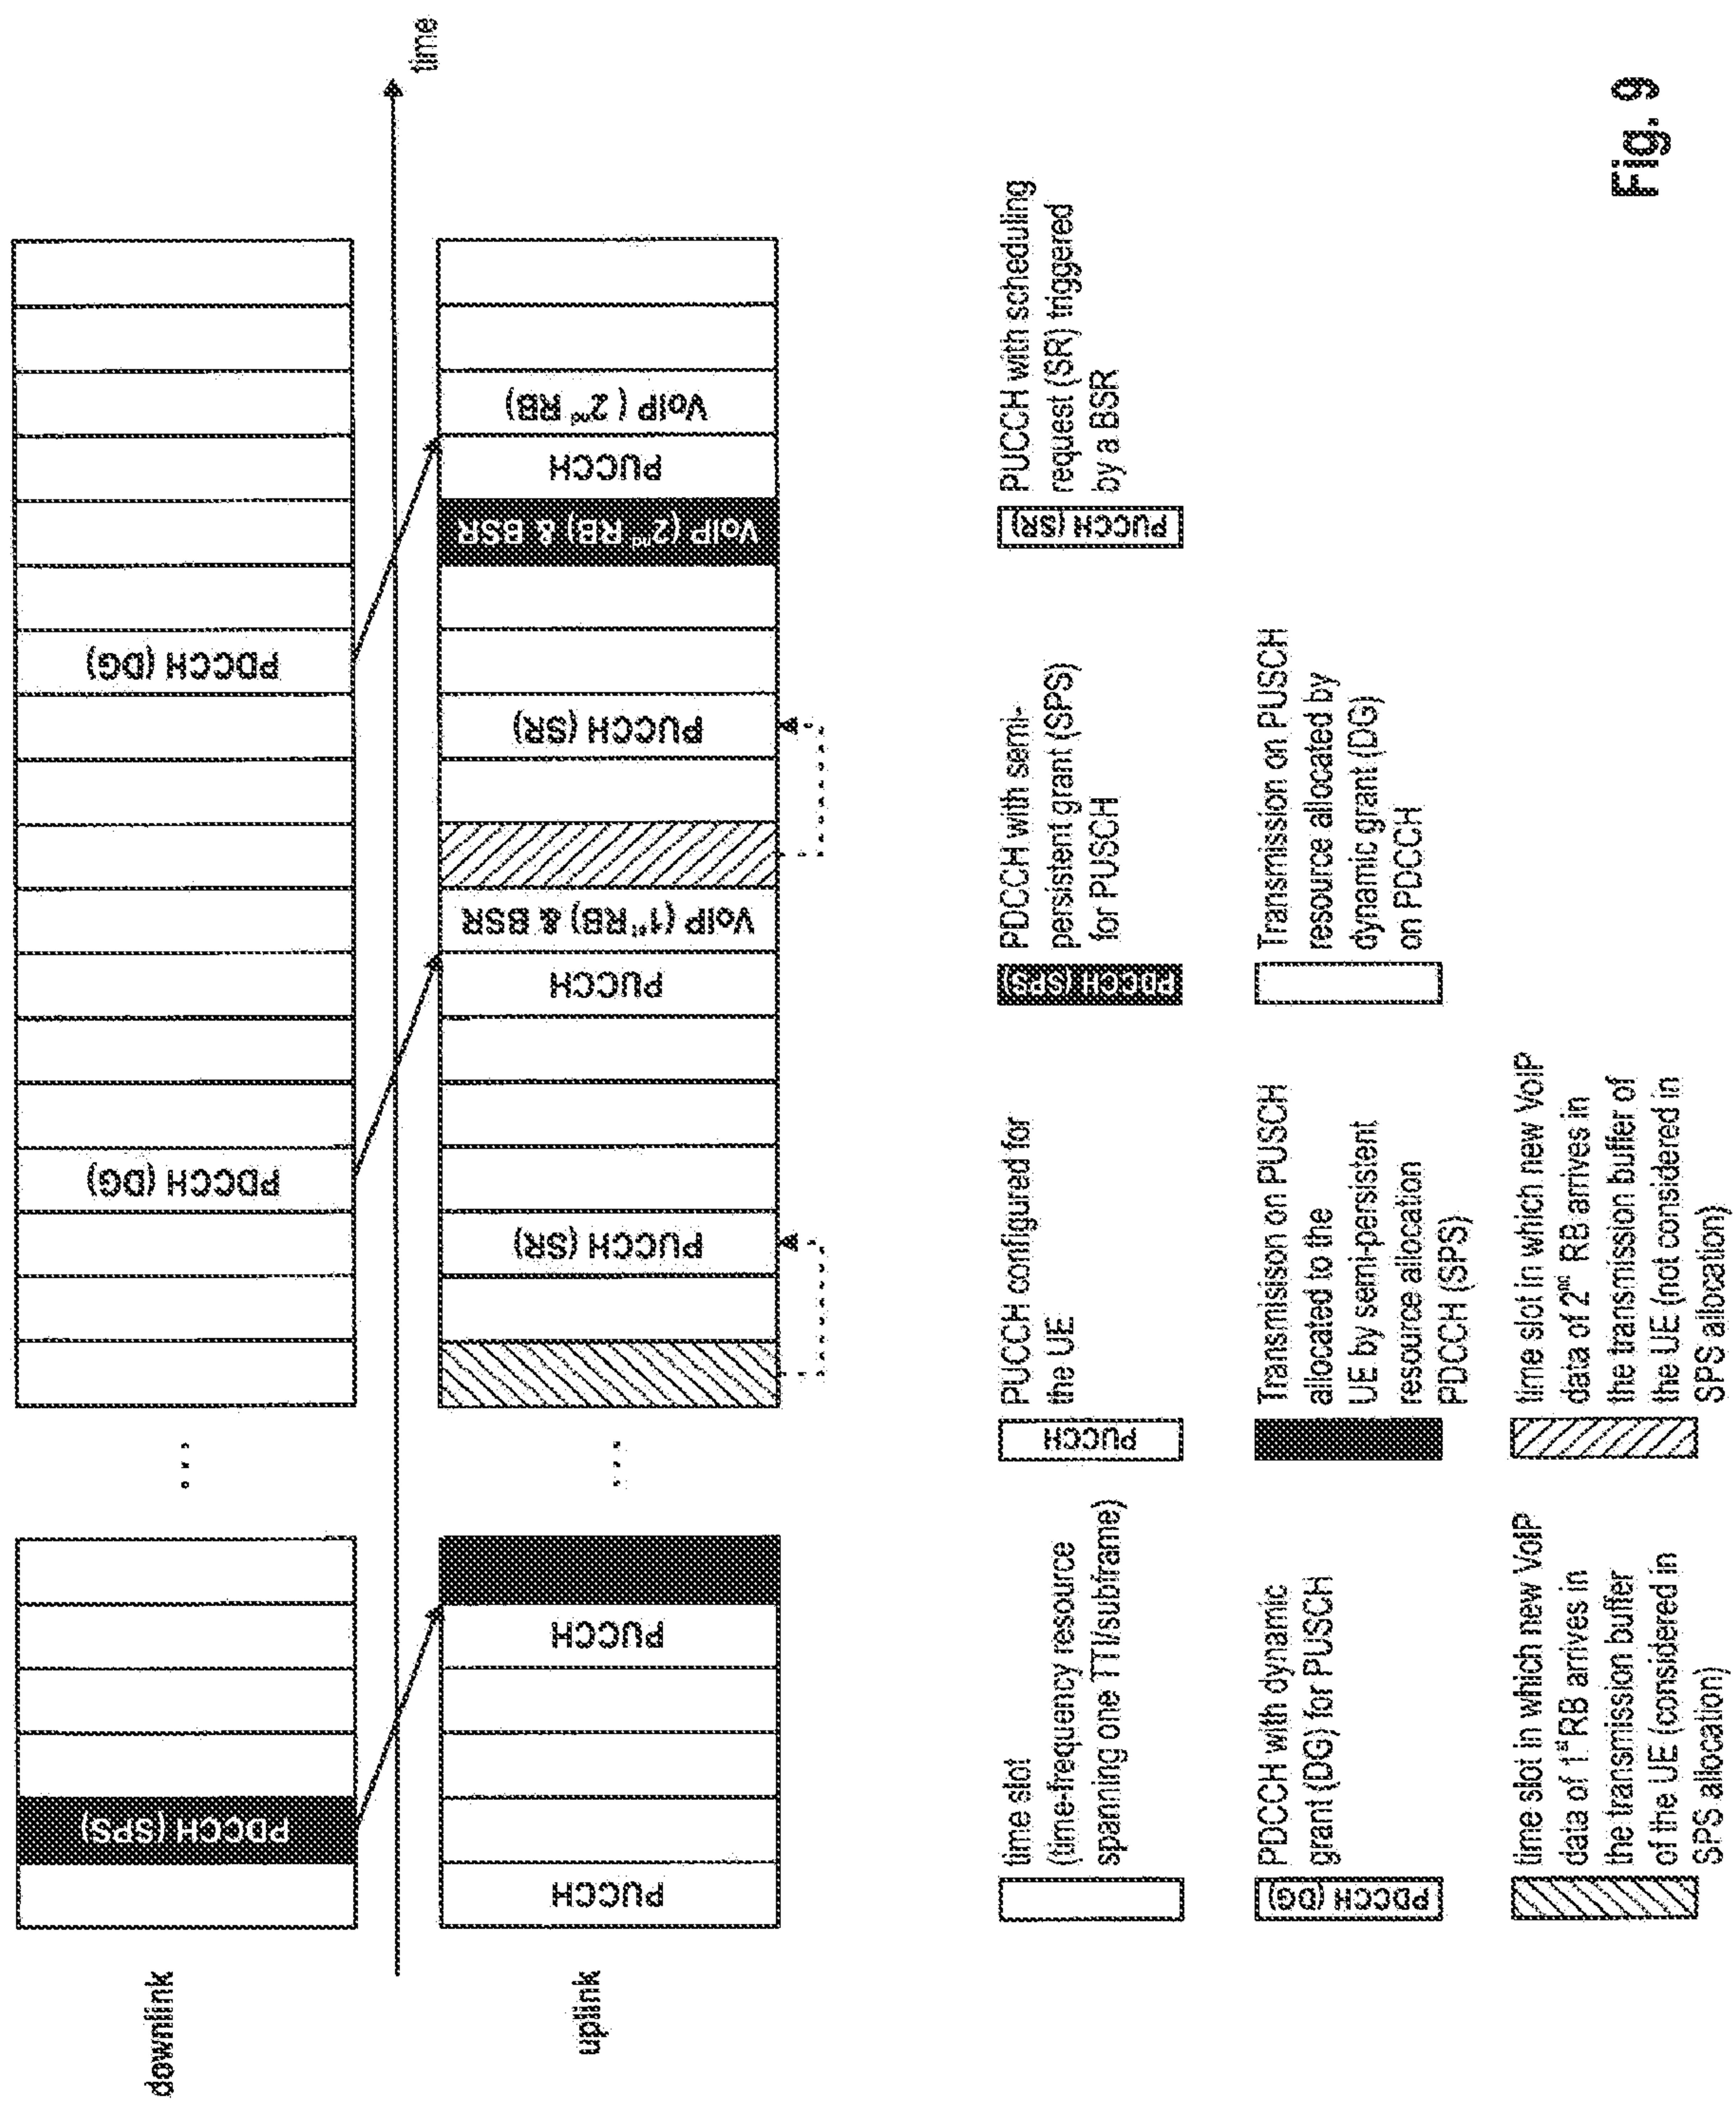 downlink
PDCCH (SPS)
...
PDCCH (DG)
PDCCH (DG)
time
uplink
PUCCH
PUCCH
...
PUCCH (SR)
PUCCH
VoIP (1st RB) & BSR
PUCCH (SR)
VoIP (2nd RB) & BSR
PUCCH
VoIP (2nd RB)
time slot
(time-frequency resource
spanning one TTI/subframe)
PUCCH
PUCCH configured for
the UE
PDCCH (SPS)
PDCCH with semi-
persistent grant (SPS)
for PUSCH
PUCCH (SR)
PUCCH with scheduling
request (SR) triggered
by a BSR
PDCCH (DG)
PDCCH with dynamic
grant (DG) for PUSCH
Transmisison on PUSCH
allocated to the
UE by semi-persistent
resource allocation
PDCCH (SPS)
Transmission on PUSCH
resource allocated by
dynamic grant (DG)
on PDCCH
time slot in which new VoIP
data of 1st RB arrives in
the transmission buffer
of the UE (considered in
SPS allocation)
time slot in which new VoIP
data of 2nd RB arrives in
the transmission buffer of
the UE (not considered in
SPS allocation)
Fig. 9